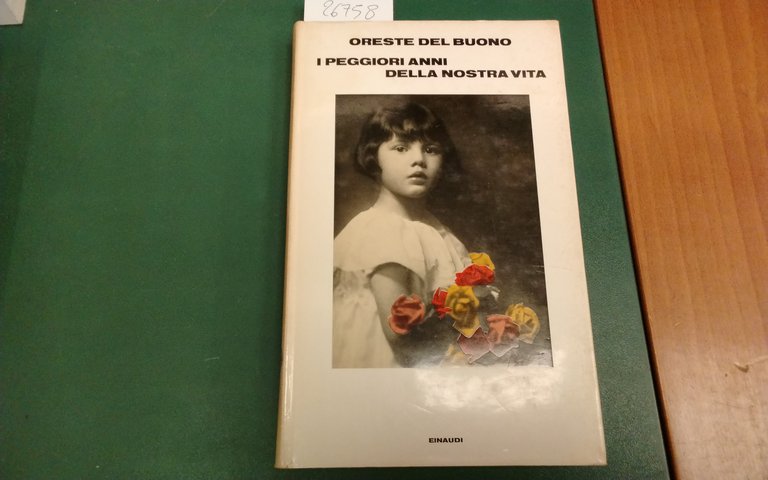 26758
ORESTE DEL BUONO
I PEGGIORI ANNI
DELLA NOSTRA VITA
EINAUDI